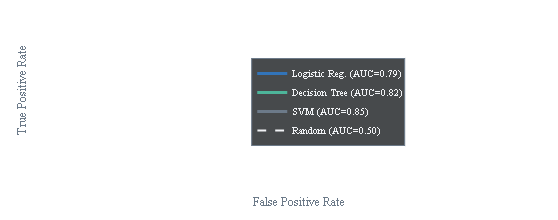 True Positive Rate
Logistic Reg. (AUC=0.79)
Decision Tree (AUC=0.82)
SVM (AUC=0.85)
Random (AUC=0.50)
False Positive Rate